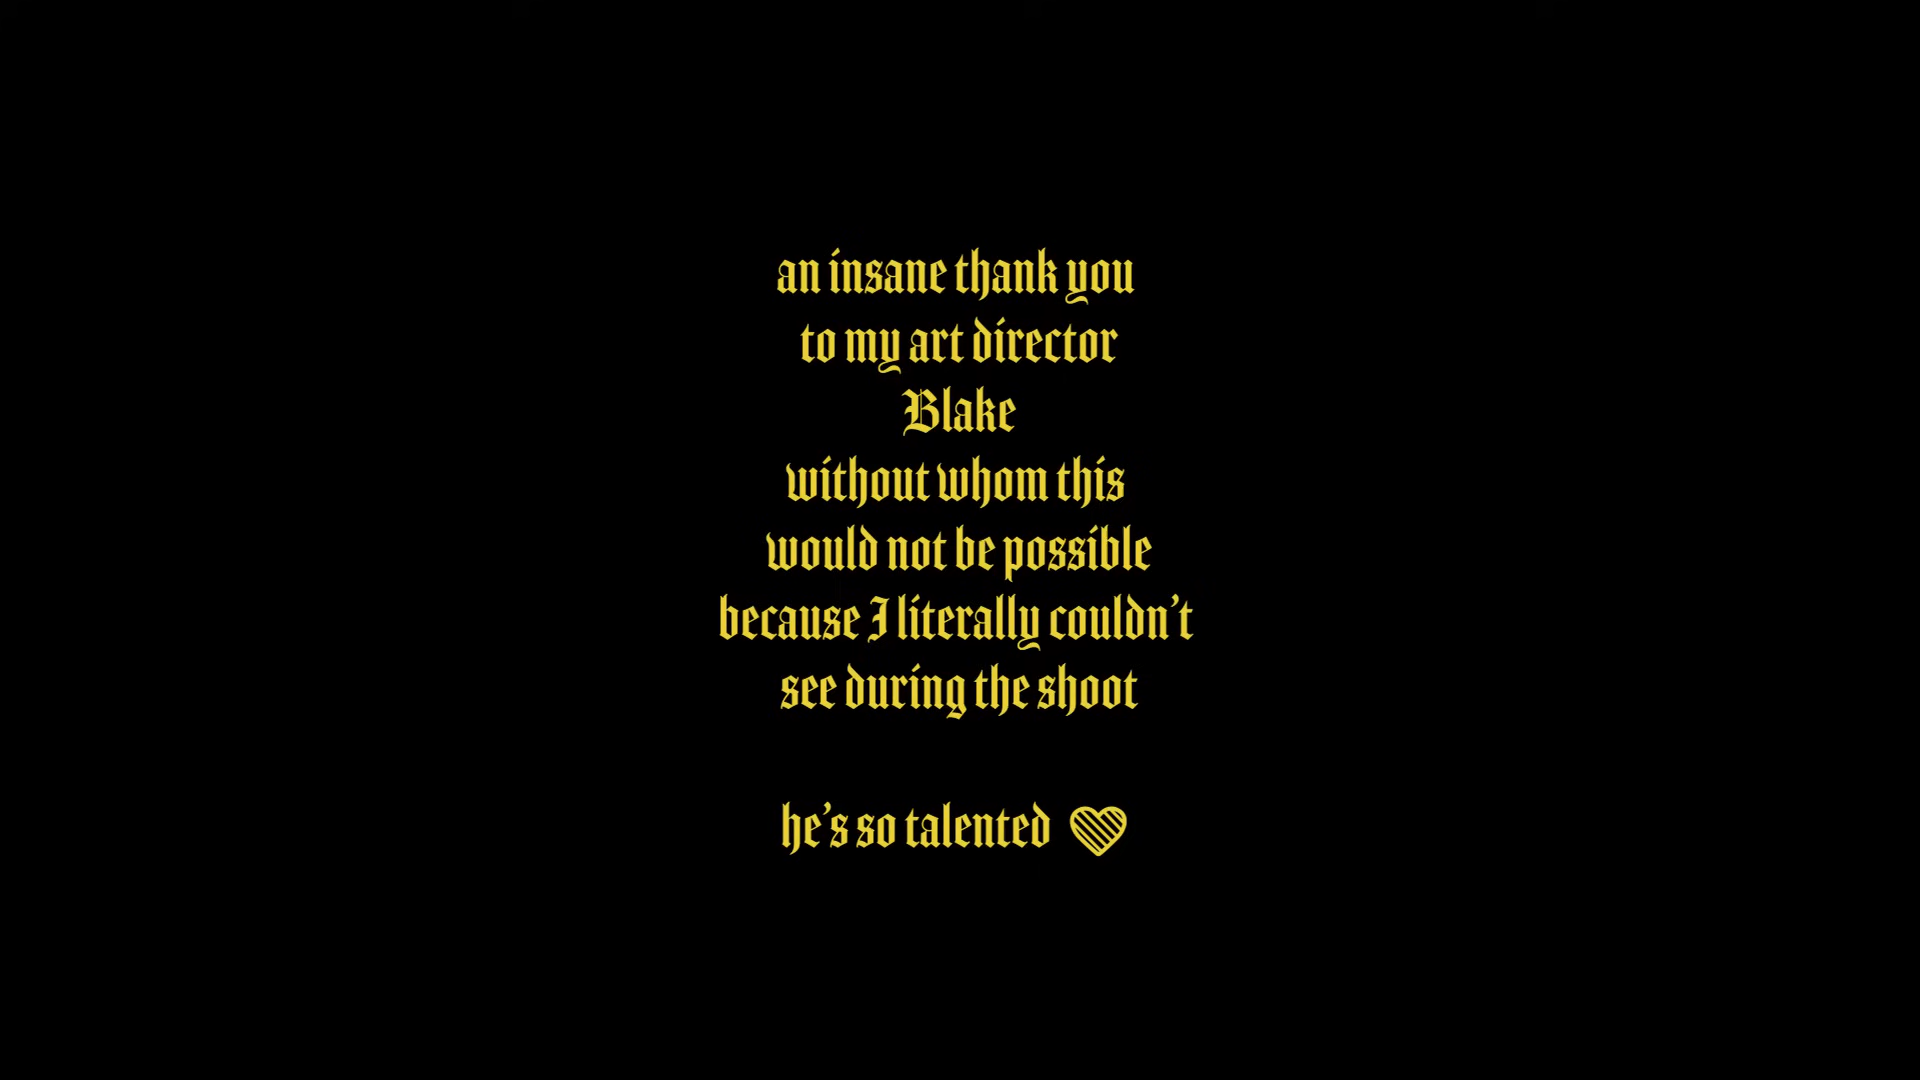 an insane thank you
to my art director
Blake
without whom this
would not be possible
because I literally couldn't
see during the shoot
he's so talented